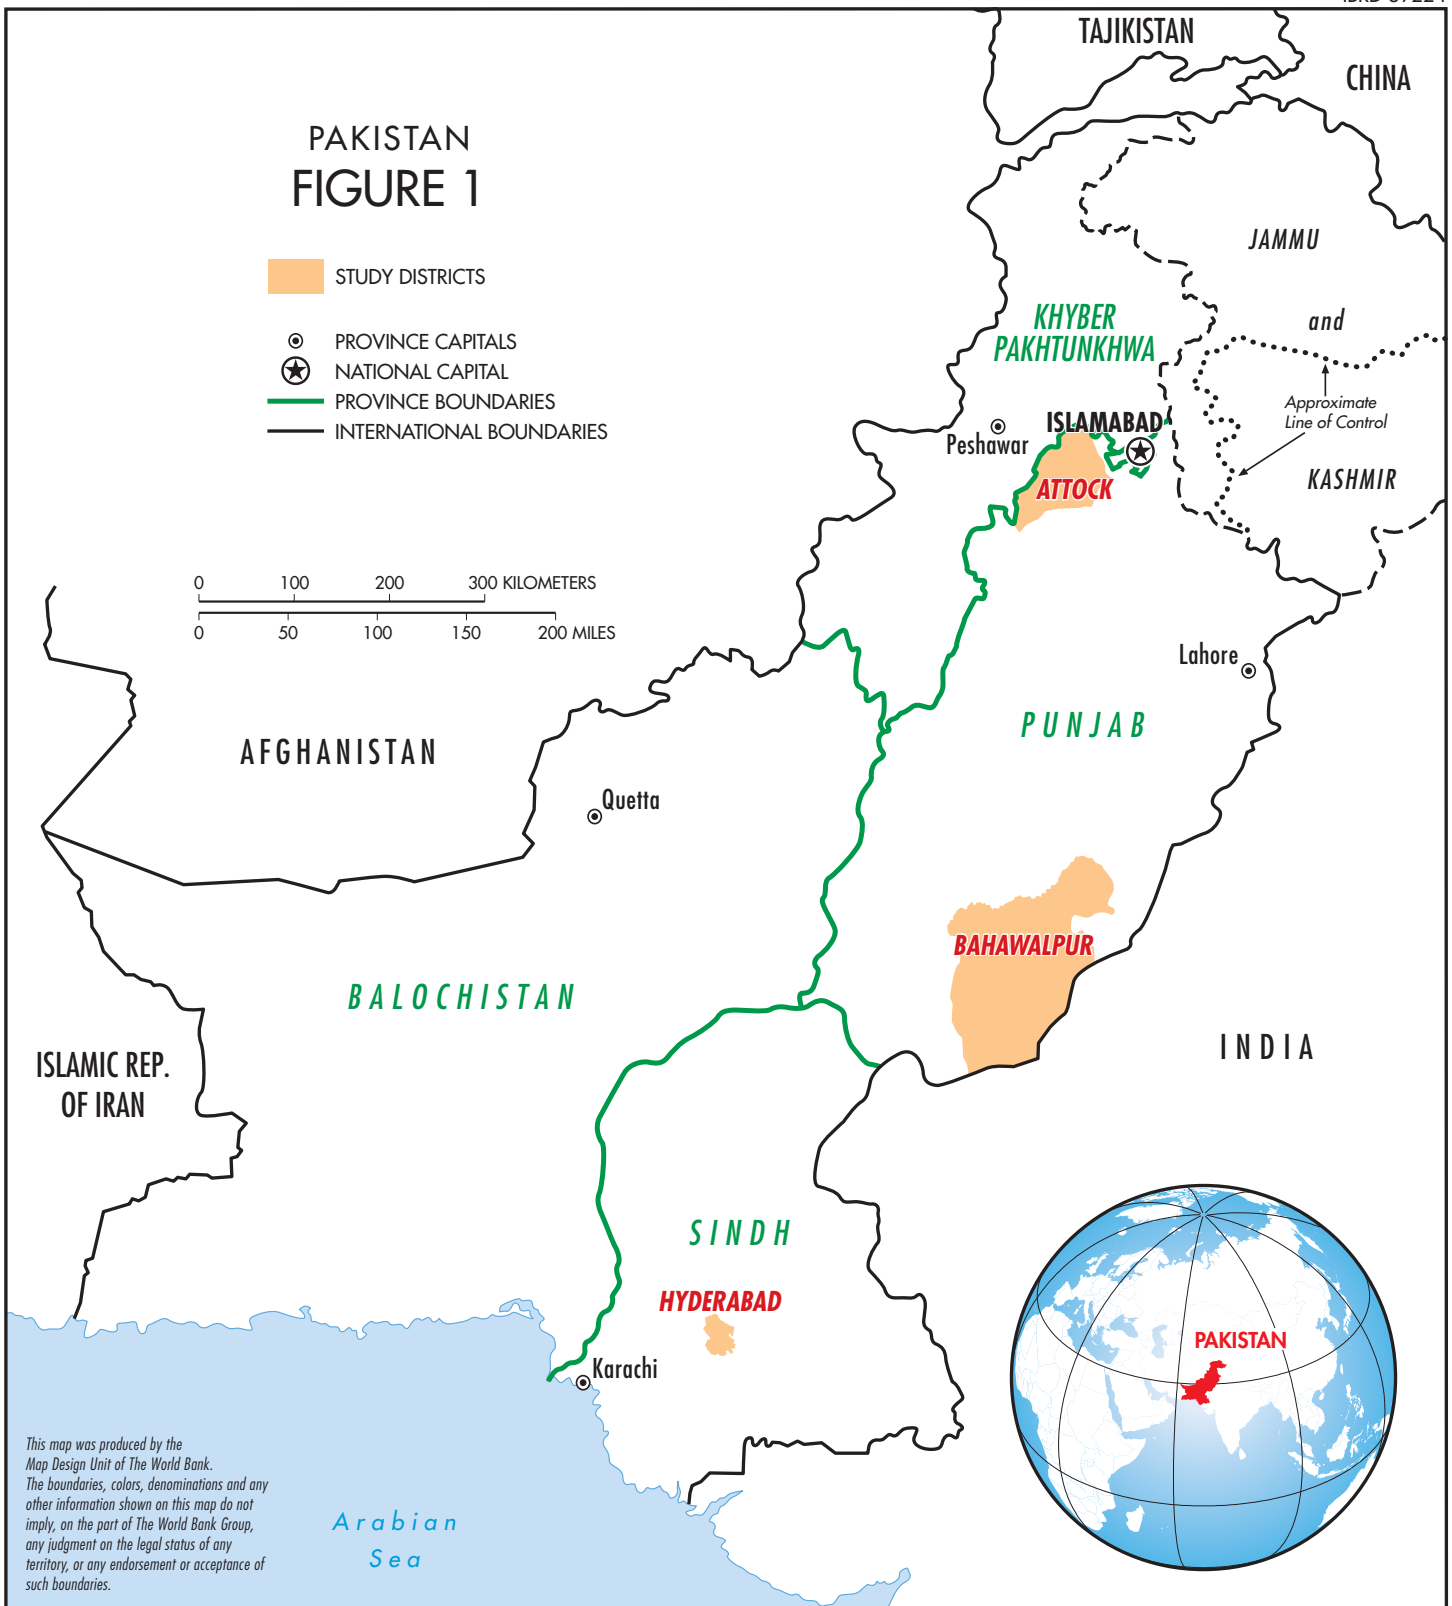 PAKISTAN
FIGURE 1
STUDY DISTRICTS
PROVINCE CAPITALS
NATIONAL CAPITAL
PROVINCE BOUNDARIES
INTERNATIONAL BOUNDARIES
0 100 200 300 KILOMETERS
0 50 100 150 200 MILES
TAJIKISTAN
CHINA
JAMMU
and
KASHMIR
Approximate
Line of Control
KHYBER
PAKHTUNKHWA
ISLAMABAD
Peshawar
ATTOCK
Lahore
PUNJAB
AFGHANISTAN
Quetta
BAHAWALPUR
BALOCHISTAN
INDIA
ISLAMIC REP.
OF IRAN
SINDH
HYDERABAD
Karachi
PAKISTAN
Arabian
Sea
This map was produced by the
Map Design Unit of The World Bank.
The boundaries, colors, denominations and any
other information shown on this map do not
imply, on the part of The World Bank Group,
any judgment on the legal status of any
territory, or any endorsement or acceptance of
such boundaries.